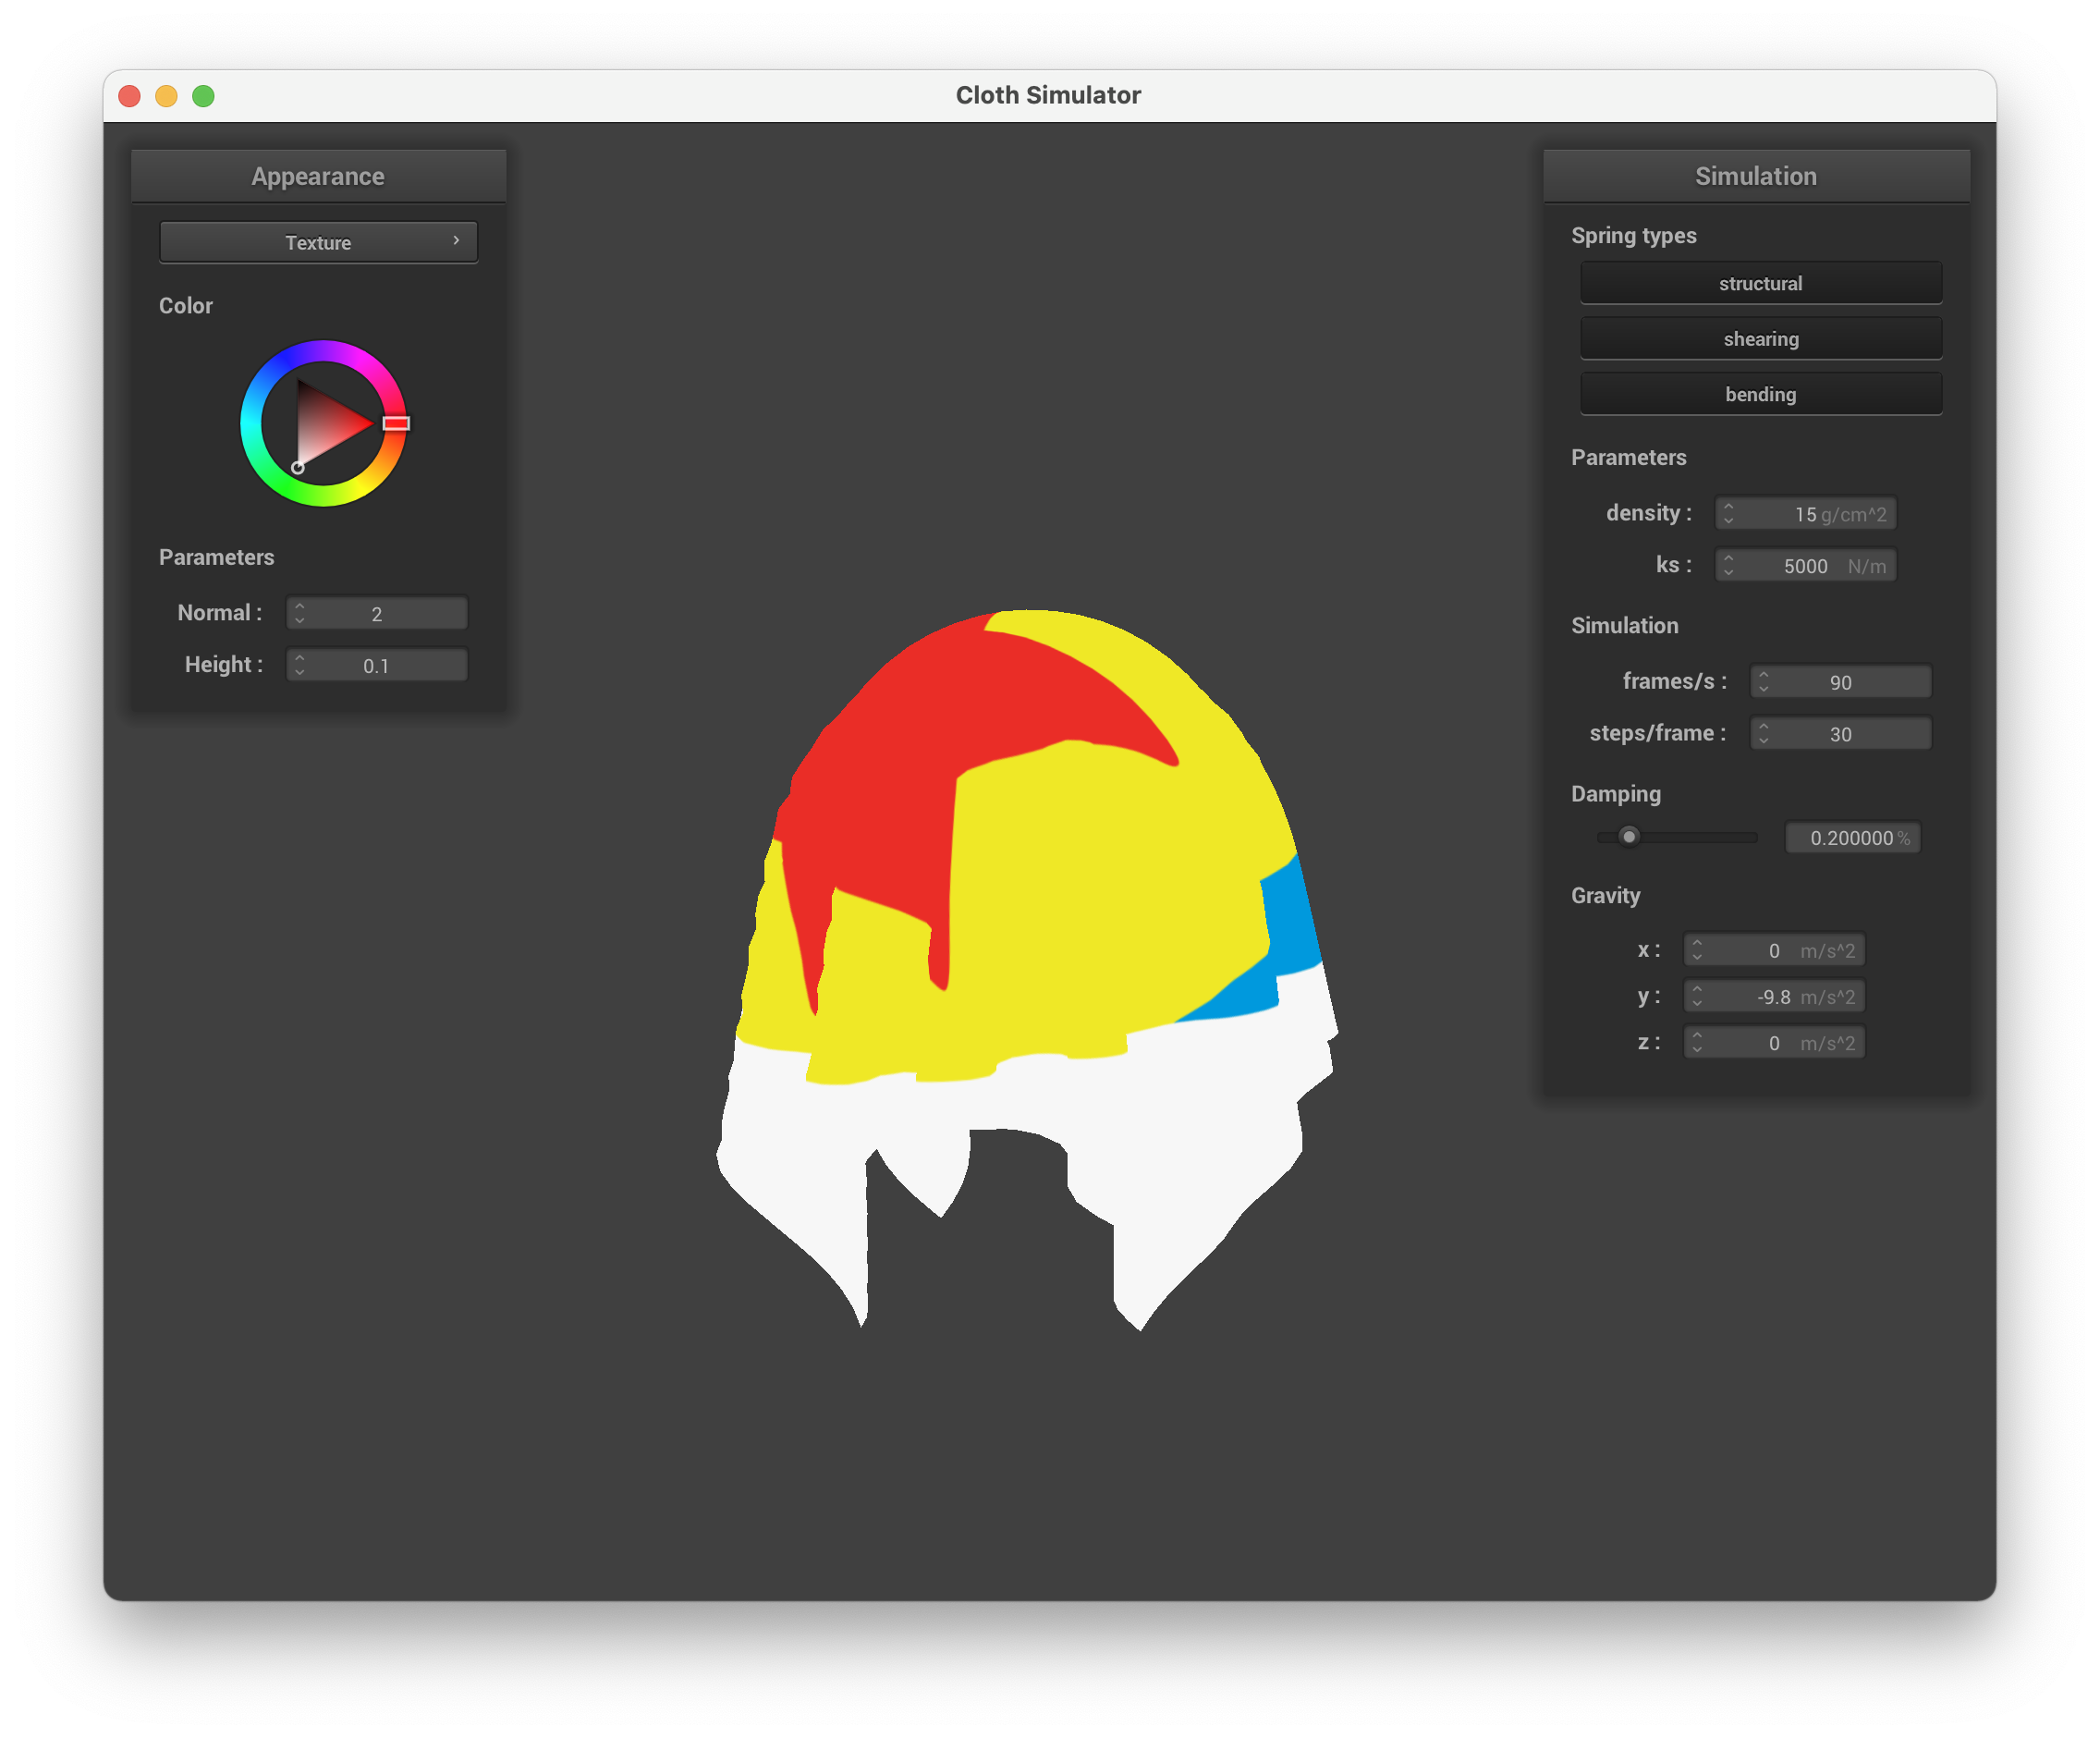 Cloth Simulator
Appearance
Texture
Color
Parameters
Normal : 2
Height : 0.1
Simulation
Spring types
structural
shearing
bending
Parameters
density : 15 g/cm^2
ks : 5000 N/m
Simulation
frames/s : 90
steps/frame : 30
Damping
0.200000 %
Gravity
x : 0 m/s^2
y : -9.8 m/s^2
z : 0 m/s^2